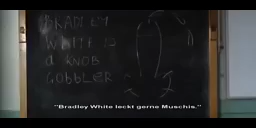 BRADLEY
WHITE IS
a KNOB
GOBBLER
"Bradley White leckt gerne Muschis."